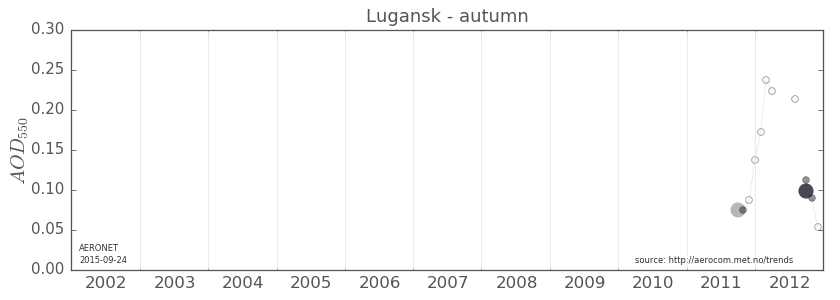 Lugansk - autumn
0.30
0.25
0.20
0.15
0.10
0.05
0.00
AOD550
AERONET
2015-09-24
source: http://aerocom.met.no/trends
2002 2003 2004 2005 2006 2007 2008 2009 2010 2011 2012